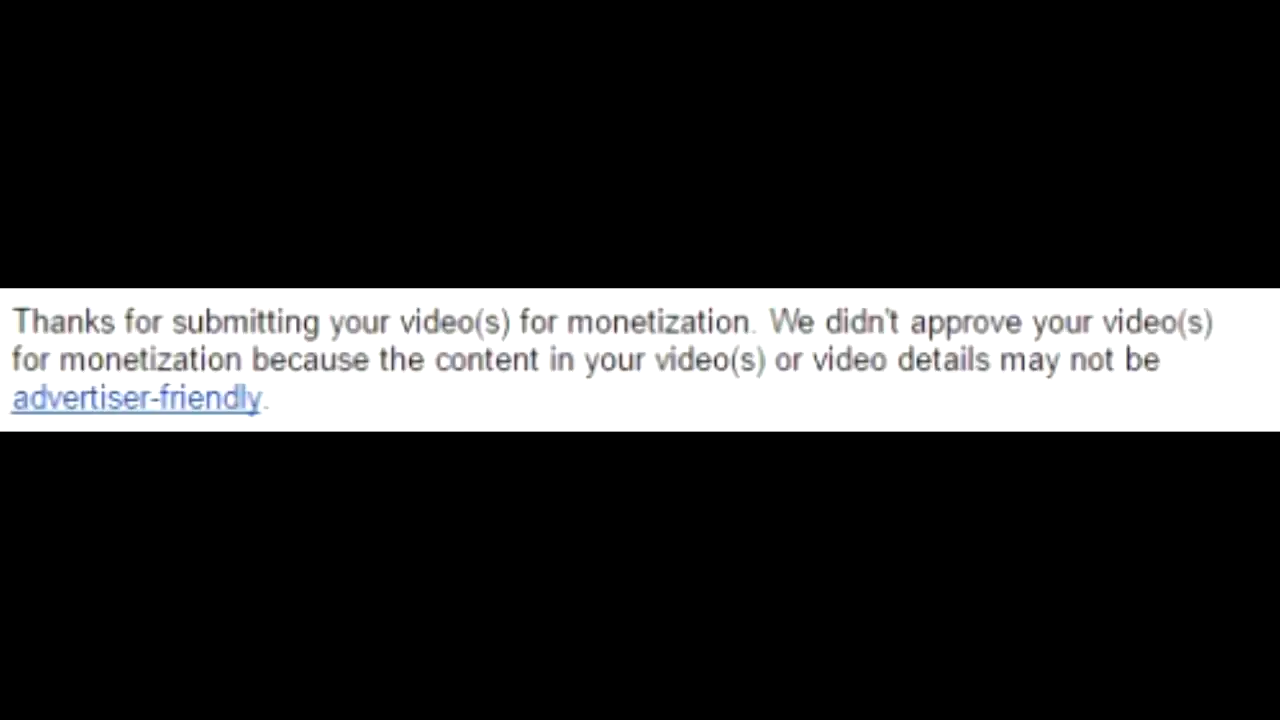 Thanks for submitting your video(s) for monetization. We didn't approve your video(s)
for monetization because the content in your video(s) or video details may not be
advertiser-friendly.